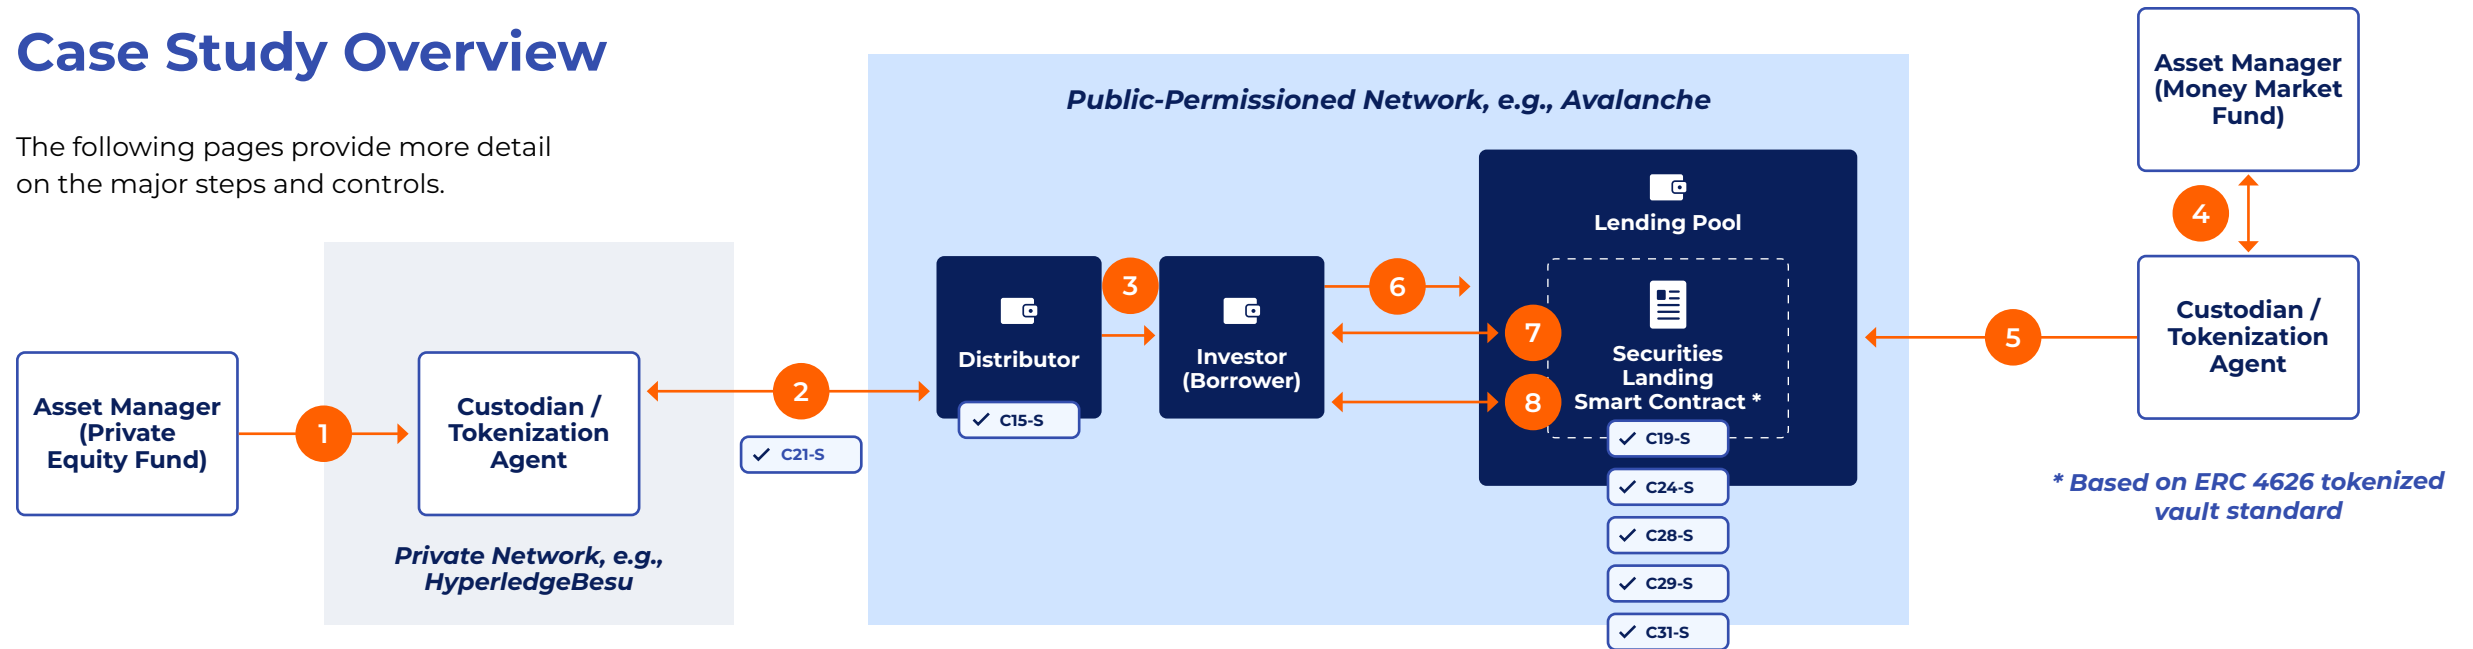 Case Study Overview
The following pages provide more detail
on the major steps and controls.
Asset Manager
(Private
Equity Fund)
1
Custodian /
Tokenization
Agent
Private Network, e.g.,
HyperledgeBesu
2
C21-S
Public-Permissioned Network, e.g., Avalanche
Distributor
C15-S
3
Investor
(Borrower)
6
7
8
Lending Pool
Securities
Landing
Smart Contract *
C19-S
C24-S
C28-S
C29-S
C31-S
5
Asset Manager
(Money Market
Fund)
4
Custodian /
Tokenization
Agent
* Based on ERC 4626 tokenized
vault standard